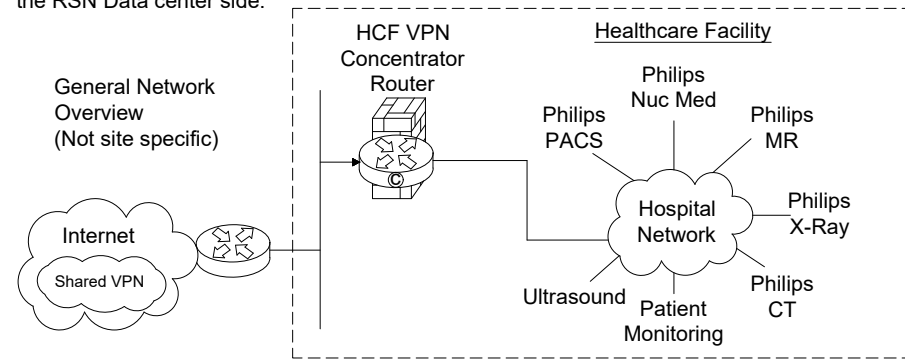 the RSN Data center side.
HCF VPN
Concentrator
Router
Healthcare Facility
General Network
Overview
(Not site specific)
Philips
Nuc Med
Philips
PACS
Philips
MR
C
Internet
Shared VPN
Hospital
Network
Philips
X-Ray
Ultrasound
Patient
Monitoring
Philips
CT